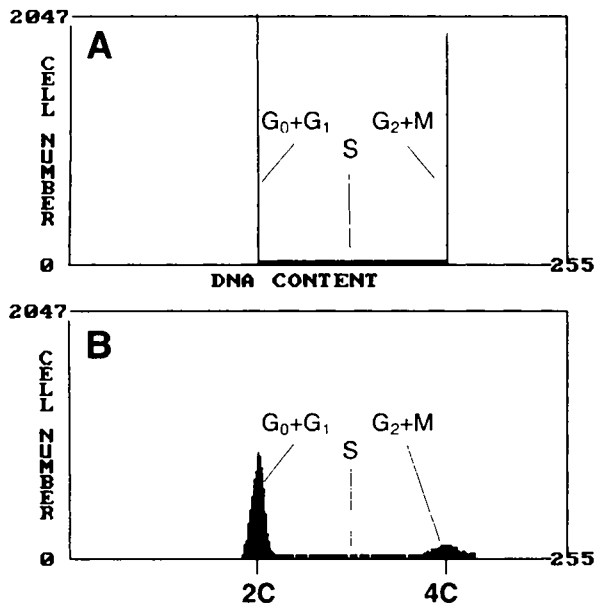 2047
A
CELL NUMBER
G₀+G₁
S
G₂+M
0
255
DNA CONTENT
2047
B
CELL NUMBER
G₀+G₁
S
G₂+M
0
255
2C
4C